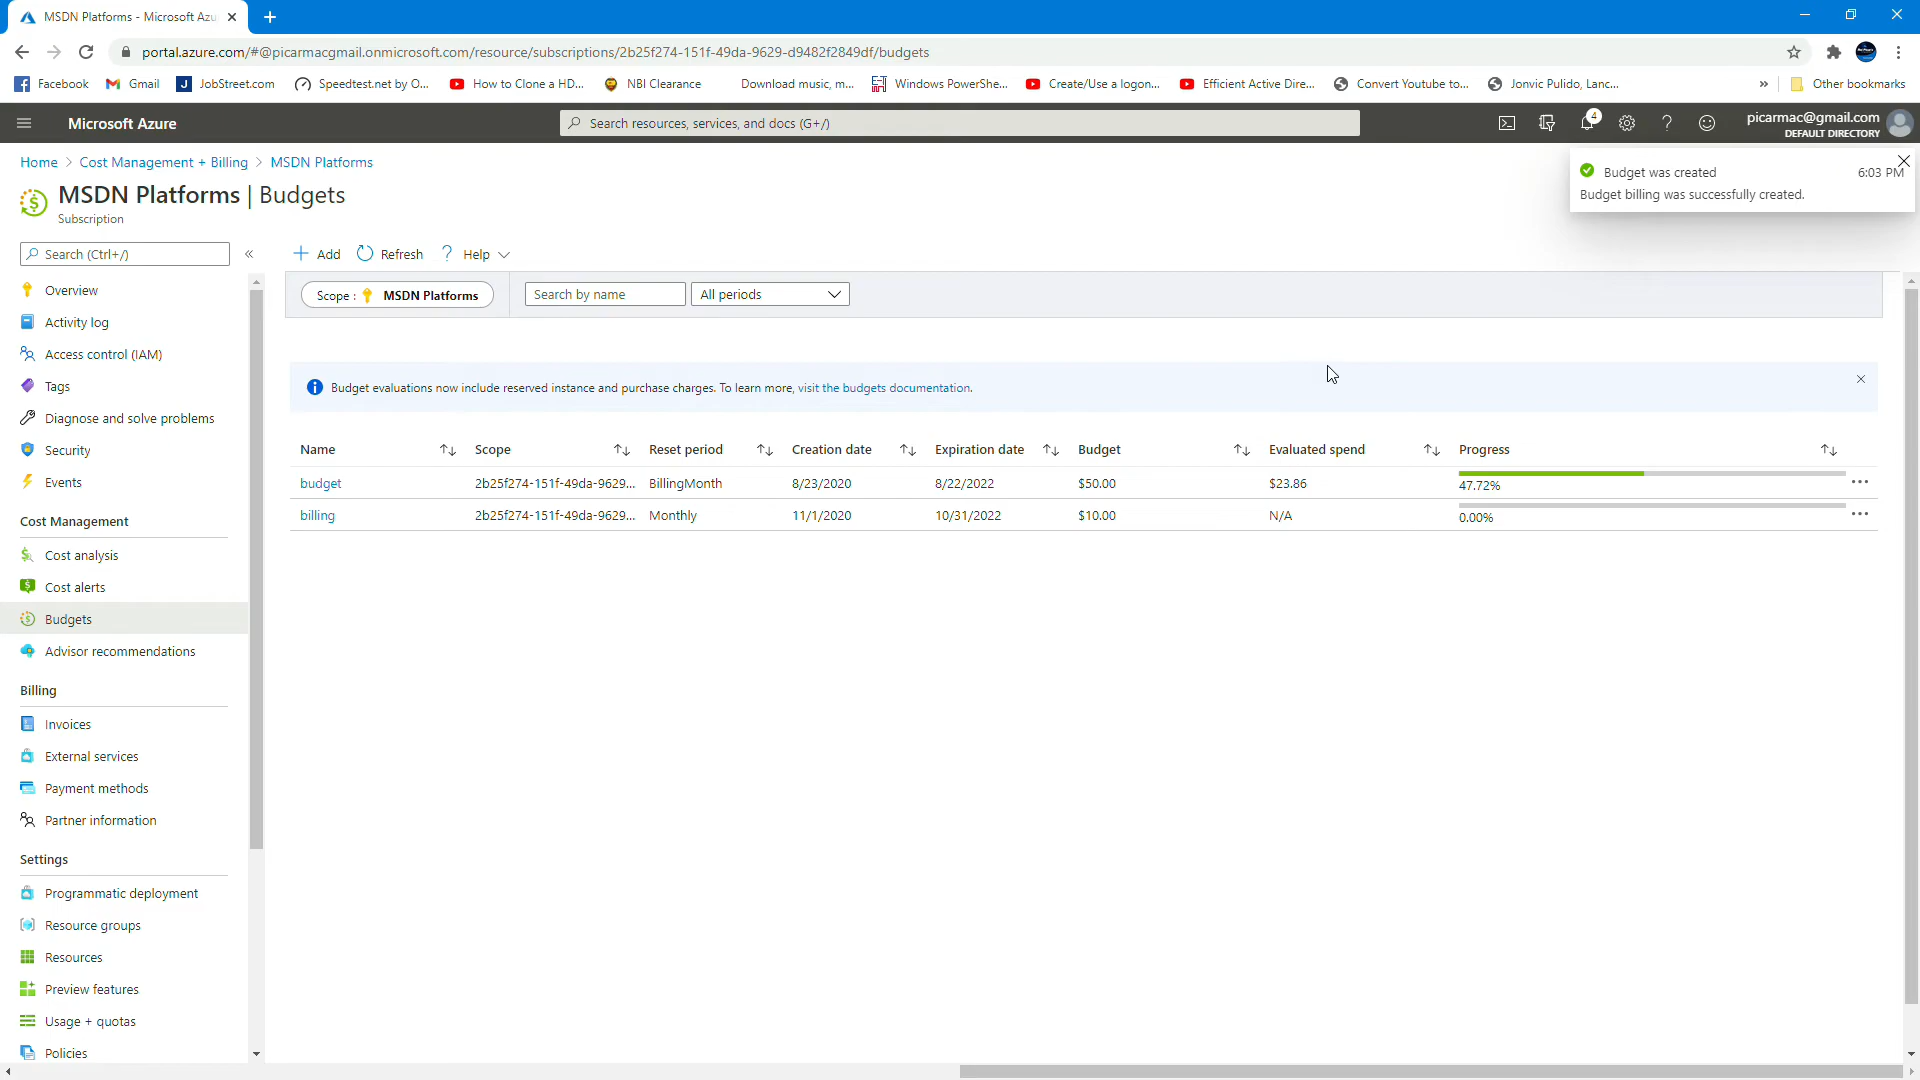 MSDN Platforms - Microsoft Azu
portal.azure.com/#@picarmacgmail.onmicrosoft.com/resource/subscriptions/2b25f274-151f-49da-9629-d9482f2849df/budgets
Facebook Gmail JobStreet.com Speedtest.net by O... How to Clone a HD... NBI Clearance Download music, m... Windows PowerShe... Create/Use a logon... Efficient Active Dire... Convert Youtube to... Jonvic Pulido, Lanc... » Other bookmarks
Microsoft Azure
Search resources, services, and docs (G+/)
4
picarmac@gmail.com
DEFAULT DIRECTORY
Home > Cost Management + Billing > MSDN Platforms
Budget was created 6:03 PM
Budget billing was successfully created.
MSDN Platforms | Budgets
Subscription
Search (Ctrl+/) «
Add Refresh ? Help
Scope : MSDN Platforms
Search by name
All periods
Overview
Activity log
Access control (IAM)
Tags
Diagnose and solve problems
Security
Events
Cost Management
Cost analysis
Cost alerts
Budgets
Advisor recommendations
Billing
Invoices
External services
Payment methods
Partner information
Settings
Programmatic deployment
Resource groups
Resources
Preview features
Usage + quotas
Policies
Budget evaluations now include reserved instance and purchase charges. To learn more, visit the budgets documentation.
Name Scope Reset period Creation date Expiration date Budget Evaluated spend Progress
budget 2b25f274-151f-49da-9629... BillingMonth 8/23/2020 8/22/2022 $50.00 $23.86 47.72% ...
billing 2b25f274-151f-49da-9629... Monthly 11/1/2020 10/31/2022 $10.00 N/A 0.00% ...